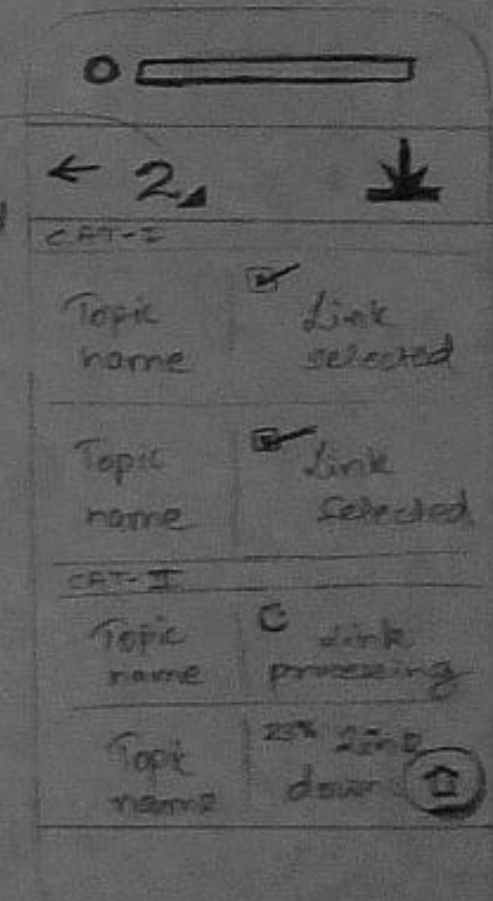 2
CAT-I
Topic
name
Link
selected
Topic
name
Link
selected
CAT-II
Topic
name
Link
processing
Topic
name
23% Link
down